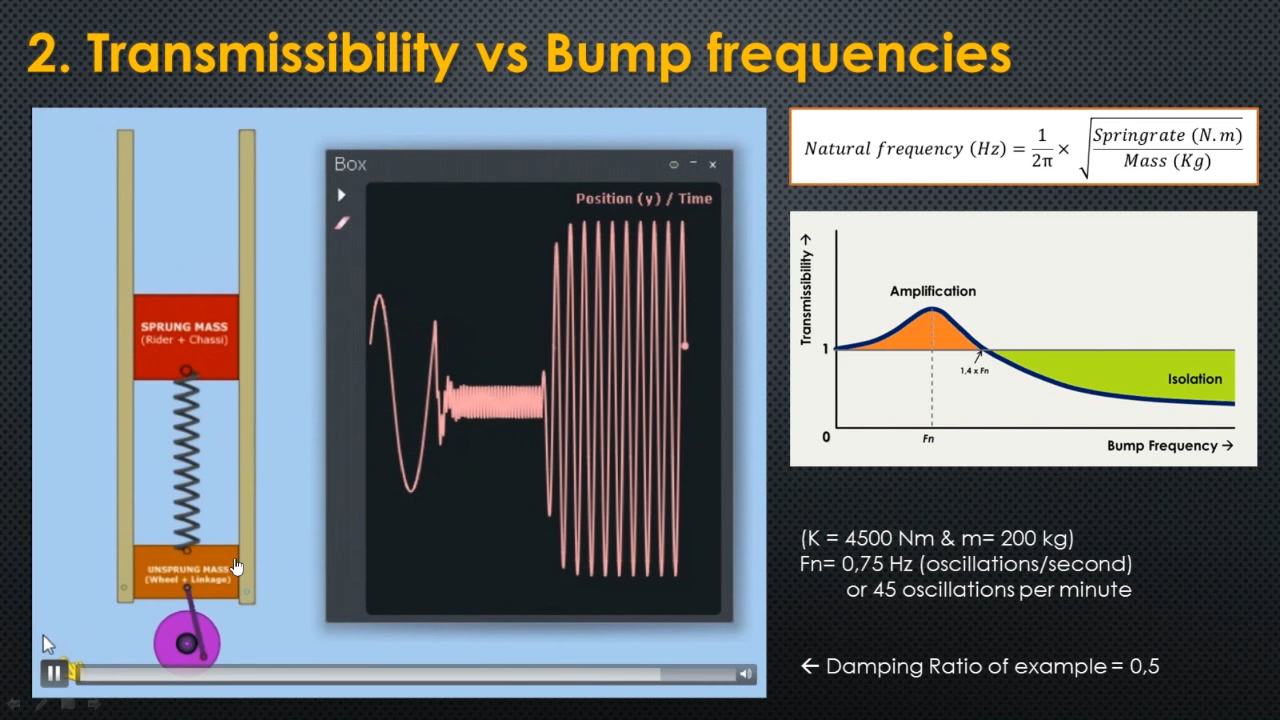 2. Transmissibility vs Bump frequencies
SPRUNG MASS
(Rider + Chassi)
UNSPRUNG MASS
(Wheel + Linkage)
Box
Position (y) / Time
Natural frequency (Hz) = 1/2π × √ Springrate (N.m)/Mass (Kg)
Transmissibility →
Amplification
1
1,4 x Fn
Isolation
0
Fn
Bump Frequency →
(K = 4500 Nm & m= 200 kg)
Fn= 0,75 Hz (oscillations/second)
or 45 oscillations per minute
← Damping Ratio of example = 0,5